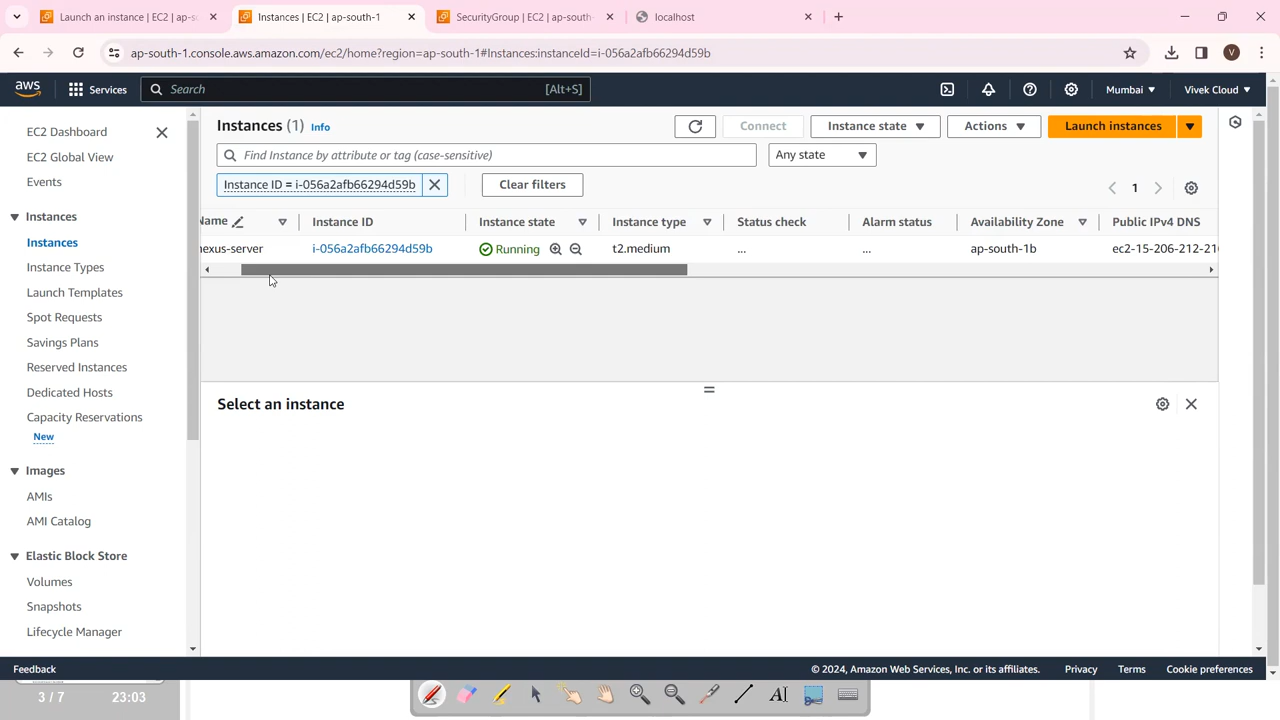 Launch an instance | EC2 | ap-s
Instances | EC2 | ap-south-1
SecurityGroup | EC2 | ap-south-
localhost
ap-south-1.console.aws.amazon.com/ec2/home?region=ap-south-1#Instances:instanceId=i-056a2afb66294d59b
V
aws
Services
Search
[Alt+S]
Mumbai
Vivek Cloud
EC2 Dashboard
EC2 Global View
Events
Instances
Instances
Instance Types
Launch Templates
Spot Requests
Savings Plans
Reserved Instances
Dedicated Hosts
Capacity Reservations
New
Images
AMIs
AMI Catalog
Elastic Block Store
Volumes
Snapshots
Lifecycle Manager
Instances (1) Info
Connect
Instance state
Actions
Launch instances
Find Instance by attribute or tag (case-sensitive)
Any state
Instance ID = i-056a2afb66294d59b
Clear filters
1
Name Instance ID Instance state Instance type Status check Alarm status Availability Zone Public IPv4 DNS
nexus-server i-056a2afb66294d59b Running t2.medium ... ... ap-south-1b ec2-15-206-212-21
Select an instance
Feedback
© 2024, Amazon Web Services, Inc. or its affiliates.
Privacy
Terms
Cookie preferences
3 / 7
23:03